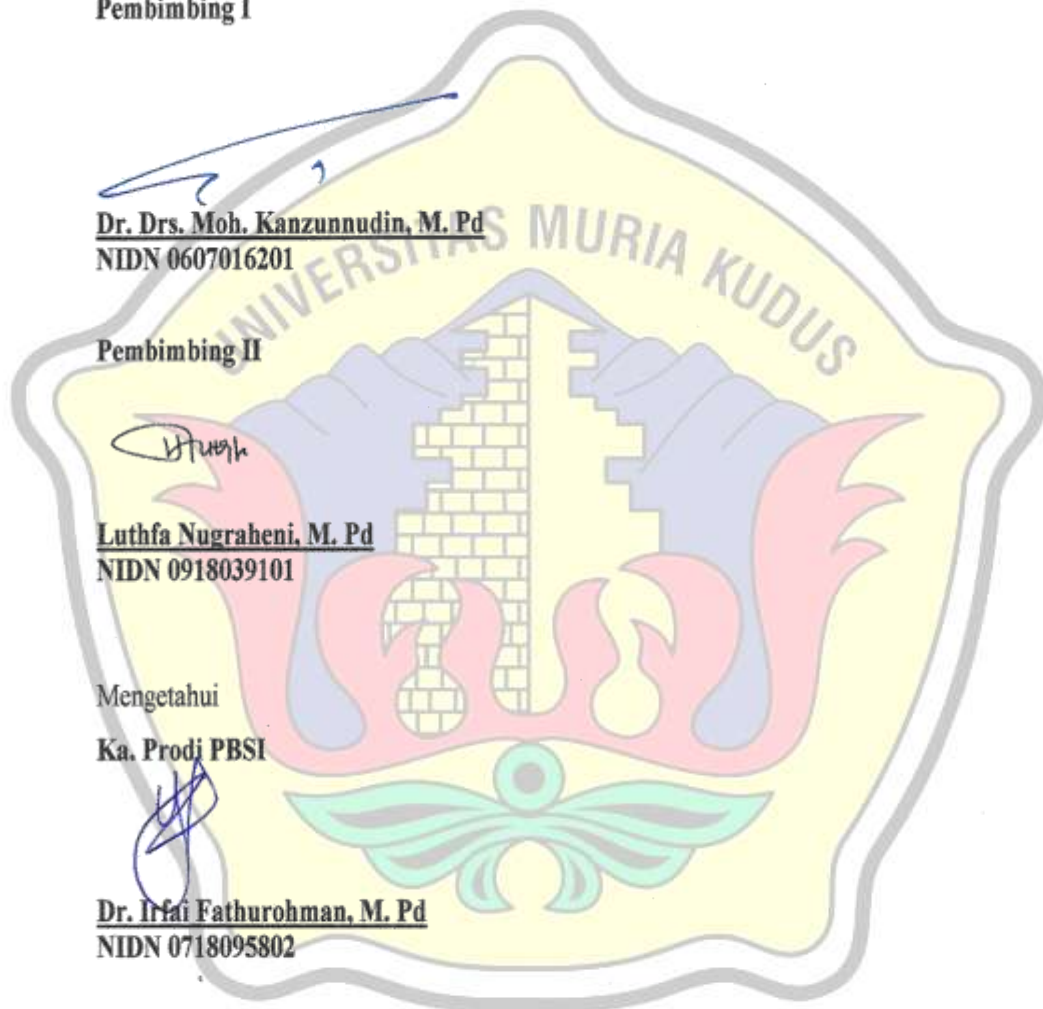 Pembimbing I
Dr. Drs. Moh. Kanzunnudin, M. Pd
NIDN 0607016201
UNIVERSITAS MURIA KUDUS
Pembimbing II
Luthfa Nugraheni, M. Pd
NIDN 0918039101
Mengetahui
Ka. Prodi PBSI
Dr. Irfai Fathurohman, M. Pd
NIDN 0718095802